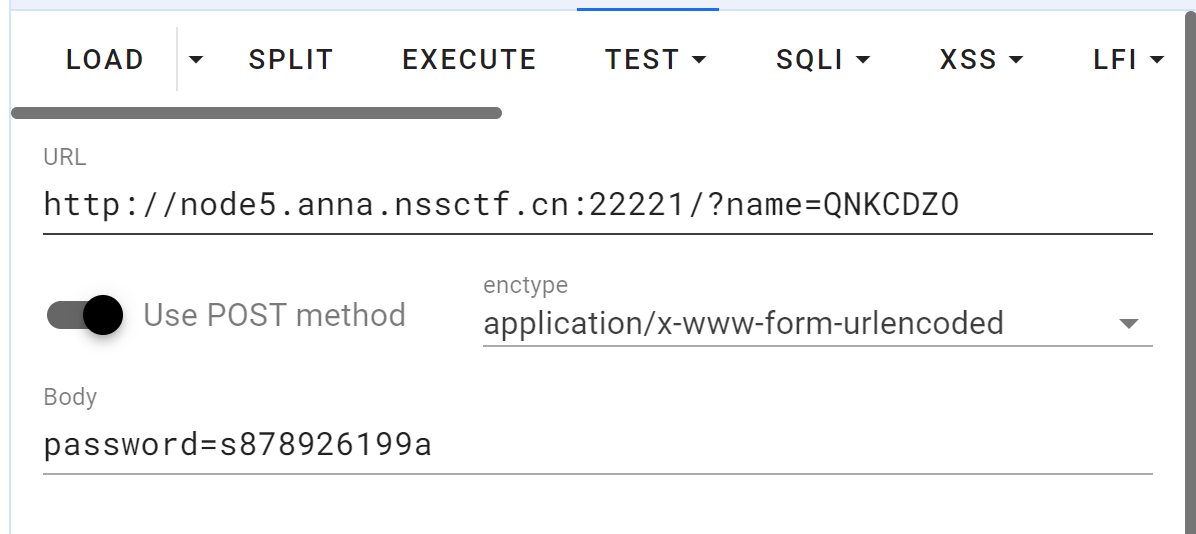 LOAD SPLIT EXECUTE TEST SQLI XSS LFI
URL
http://node5.anna.nssctf.cn:22221/?name=QNKCDZO
enctype
Use POST method
application/x-www-form-urlencoded
Body
password=s878926199a